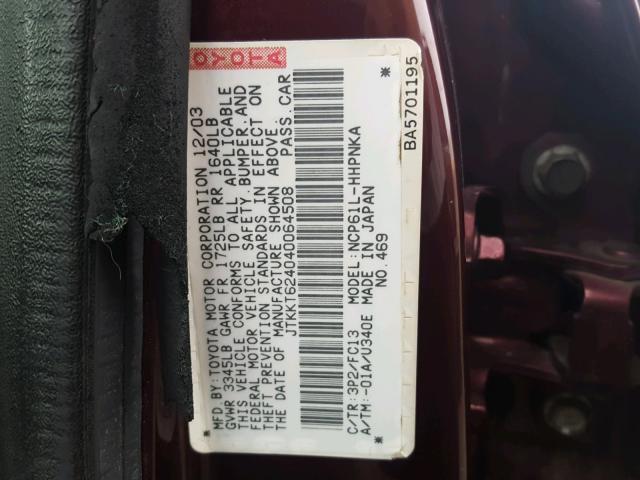 TOYOTA
MFD.BY:TOYOTA MOTOR CORPORATION 12/03
GVWR 3345LB GAWR FR 1725LB RR 1640LB
THIS VEHICLE CONFORMS TO ALL APPLICABLE
FEDERAL MOTOR VEHICLE SAFETY,BUMPER,AND
THEFT PREVENTION STANDARDS IN EFFECT ON
THE DATE OF MANUFACTURE SHOWN ABOVE.
JTKKT624040064508 PASS.CAR
* *
C/TR:3P2/FC13 MODEL:NCP61L-HHPNKA
A/TM:-01A/U340E MADE IN JAPAN
NO.469
BA5701195